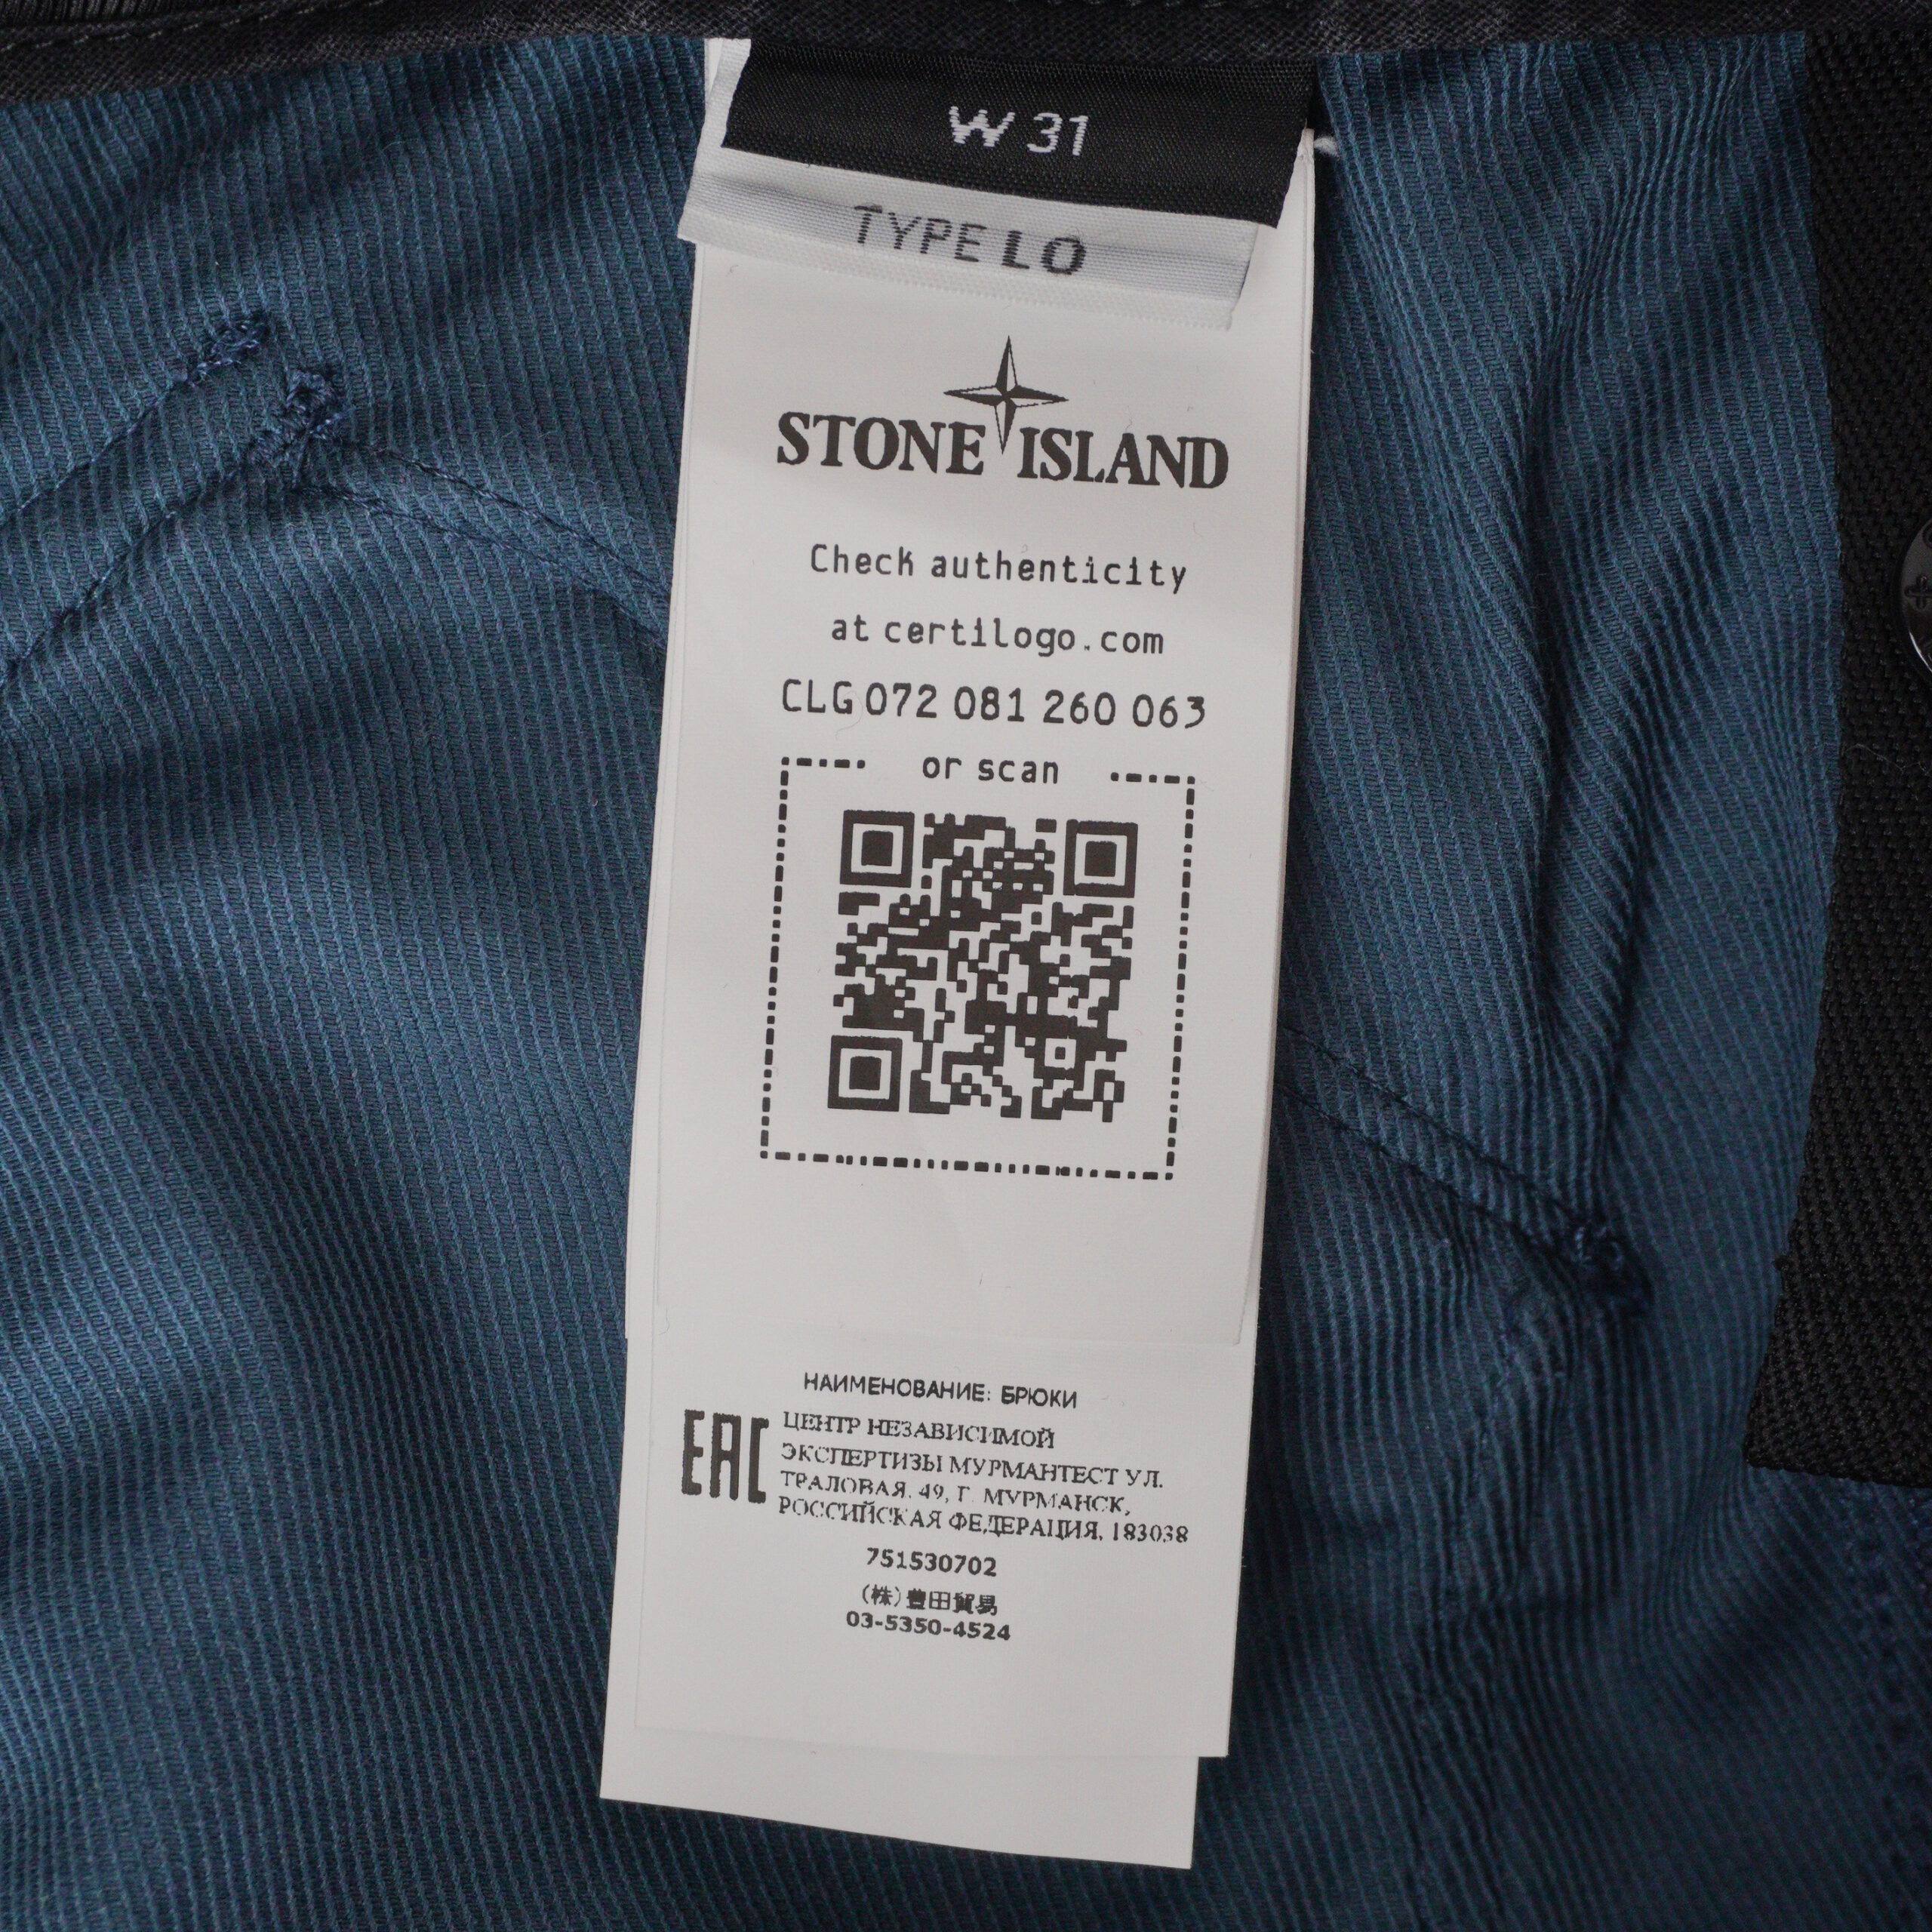 W 31
TYPE LO
STONE ISLAND
Check authenticity
at certilogo.com
CLG 072 081 260 063
or scan
НАИМЕНОВАНИЕ: БРЮКИ
EAC
ЦЕНТР НЕЗАВИСИМОЙ
ЭКСПЕРТИЗЫ МУРМАНТЕСТ УЛ.
ТРАЛОВАЯ, 49, Г. МУРМАНСК,
РОССИЙСКАЯ ФЕДЕРАЦИЯ, 183038
751530702
(株)豊田貿易
03-5350-4524